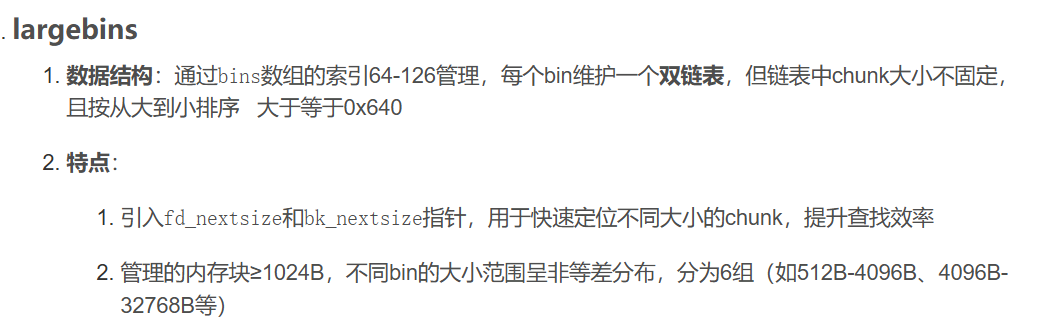 . largebins
1. 数据结构：通过bins数组的索引64-126管理，每个bin维护一个双链表，但链表中chunk大小不固定，
且按从大到小排序 大于等于0x640
2. 特点：
1. 引入fd_nextsize和bk_nextsize指针，用于快速定位不同大小的chunk，提升查找效率
2. 管理的内存块≥1024B，不同bin的大小范围呈非等差分布，分为6组（如512B-4096B、4096B-
32768B等）